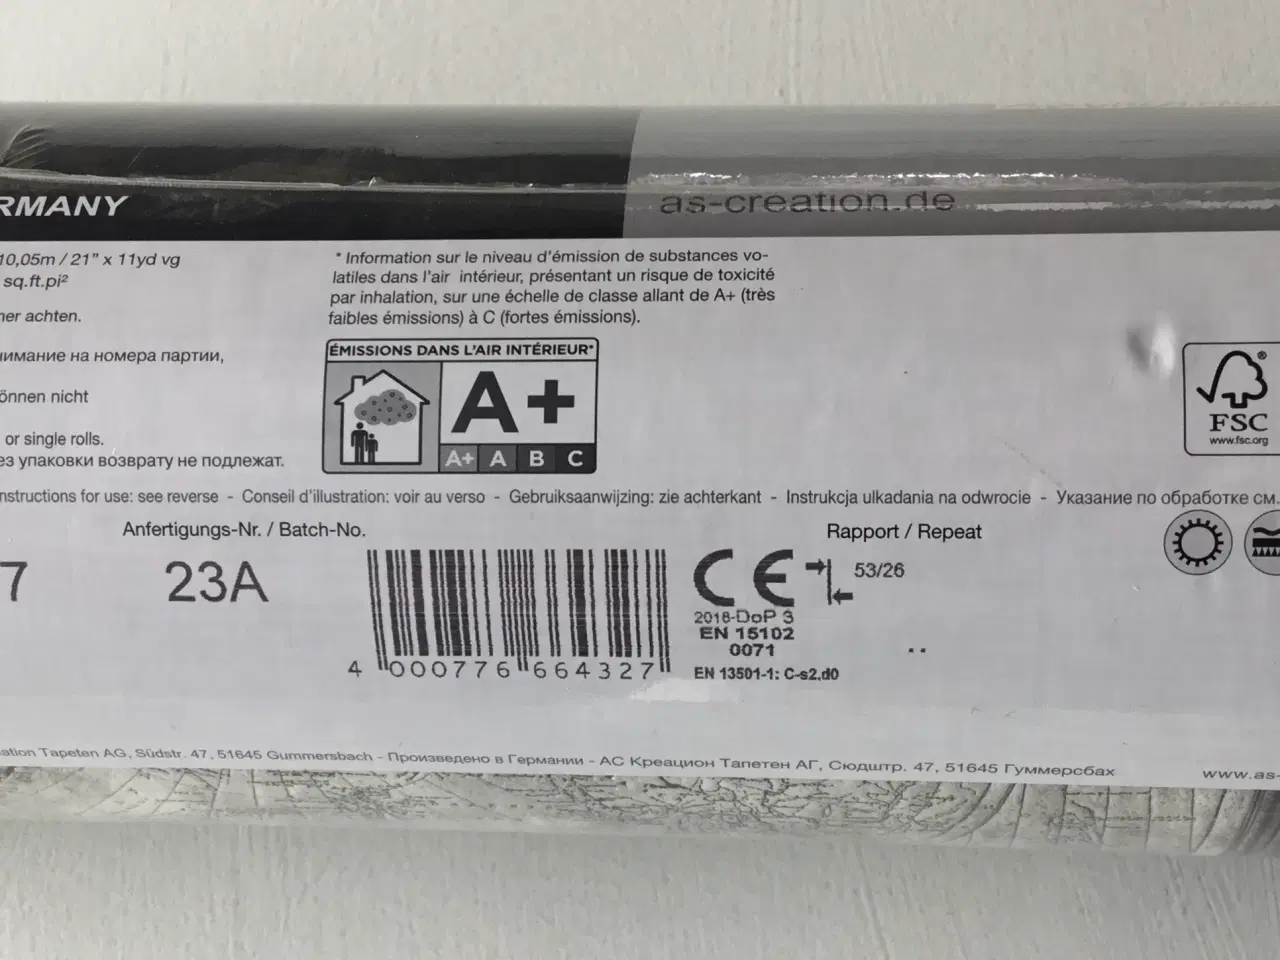 RMANY
as-creation.de
10,05m / 21" x 11yd vg
sq.ft.pi²
her achten.
нимание на номера партии,
önnen nicht
or single rolls.
ез упаковки возврату не подлежат.
* Information sur le niveau d'émission de substances vo-
latiles dans l'air intérieur, présentant un risque de toxicité
par inhalation, sur une échelle de classe allant de A+ (très
faibles émissions) à C (fortes émissions).
ÉMISSIONS DANS L'AIR INTÉRIEUR*
A+
A+ A B C
®
FSC
www.fsc.org
nstructions for use: see reverse - Conseil d'illustration: voir au verso - Gebruiksaanwijzing: zie achterkant - Instrukcja ulkadania na odwrocie - Указание по обработке см.
Anfertigungs-Nr. / Batch-No.
Rapport / Repeat
7
23A
CE
53/26
2018-DoP 3
EN 15102
0071
EN 13501-1: C-s2.d0
4 000776 664327
ation Tapeten AG, Südstr. 47, 51645 Gummersbach - Произведено в Германии - АС Креацион Тапетен АГ, Сюдштр. 47, 51645 Гуммерсбах
www.as-